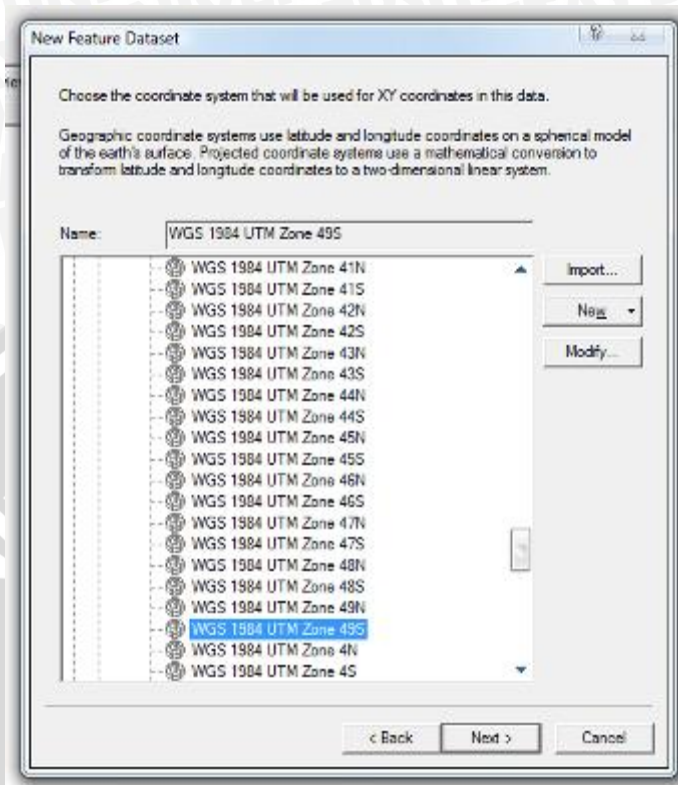 New Feature Dataset
Choose the coordinate system that will be used for XY coordinates in this data.
Geographic coordinate systems use latitude and longitude coordinates on a spherical model
of the earth's surface. Projected coordinate systems use a mathematical conversion to
transform latitude and longitude coordinates to a two-dimensional linear system.
Name: WGS 1984 UTM Zone 49S
WGS 1984 UTM Zone 41N
WGS 1984 UTM Zone 41S
WGS 1984 UTM Zone 42N
WGS 1984 UTM Zone 42S
WGS 1984 UTM Zone 43N
WGS 1984 UTM Zone 43S
WGS 1984 UTM Zone 44N
WGS 1984 UTM Zone 44S
WGS 1984 UTM Zone 45N
WGS 1984 UTM Zone 45S
WGS 1984 UTM Zone 46N
WGS 1984 UTM Zone 46S
WGS 1984 UTM Zone 47N
WGS 1984 UTM Zone 47S
WGS 1984 UTM Zone 48N
WGS 1984 UTM Zone 48S
WGS 1984 UTM Zone 49N
WGS 1984 UTM Zone 49S
WGS 1984 UTM Zone 4N
WGS 1984 UTM Zone 4S
Import...
New
Modify...
< Back Next > Cancel